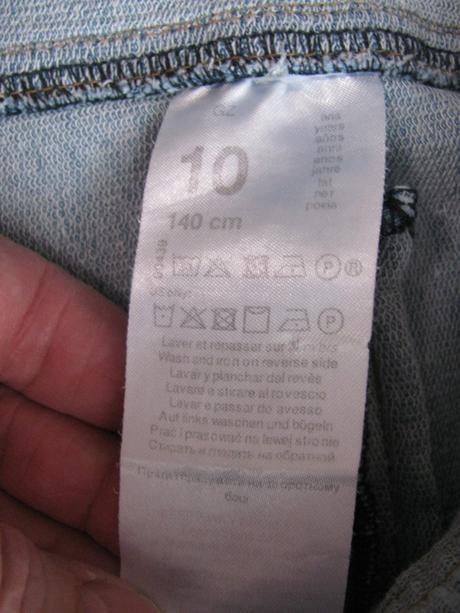 GZ
ans
years
años
anni
anos
jahre
lat
лет
років
10
140 cm
P ®
P
Laver et repasser sur
Wash and iron on reverse side
Lavar y planchar del revés
Lavare e stirare al rovescio
Lavar e passar do avesso
Auf links waschen und bügeln
Prać i prasować na lewej stronie
Стирать и гладить на обратной